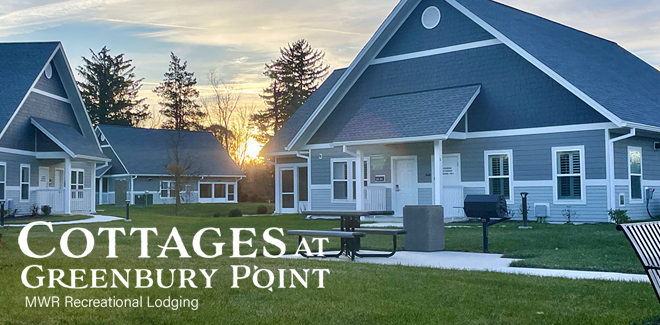 COTTAGES AT
GREENBURY POINT
MWR Recreational Lodging